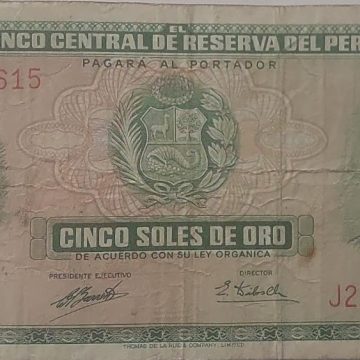 EL
NCO CENTRAL DE RESERVA DEL PER
PAGARÁ AL PORTADOR
615
CINCO SOLES DE ORO
DE ACUERDO CON SU LEY ORGANICA
PRESIDENTE EJECUTIVO
DIRECTOR
J2
THOMAS DE LA RUE & COMPANY, LIMITED